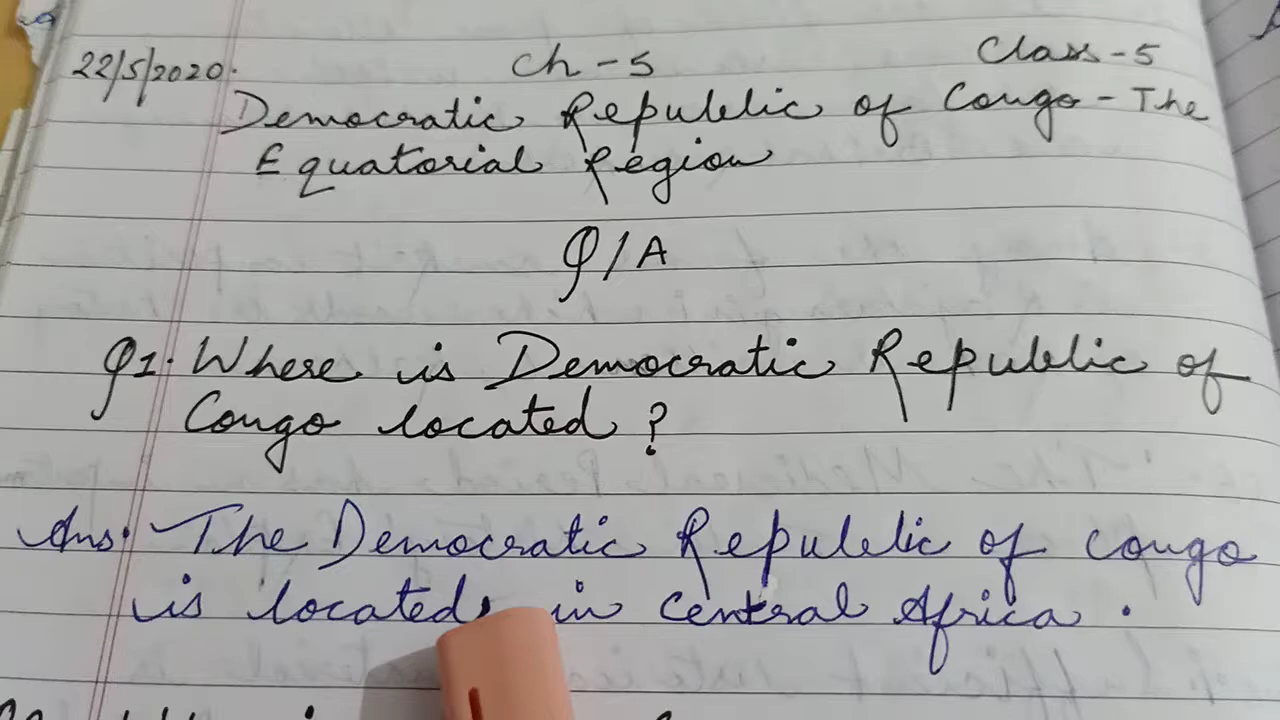 22/5/2020. Ch - 5 Class - 5
Democratic Republic of Congo - The
Equatorial Region
Q/A
Q1. Where is Democratic Republic of
Congo located ?
Ans. The Democratic Republic of Congo
is located in Central Africa .